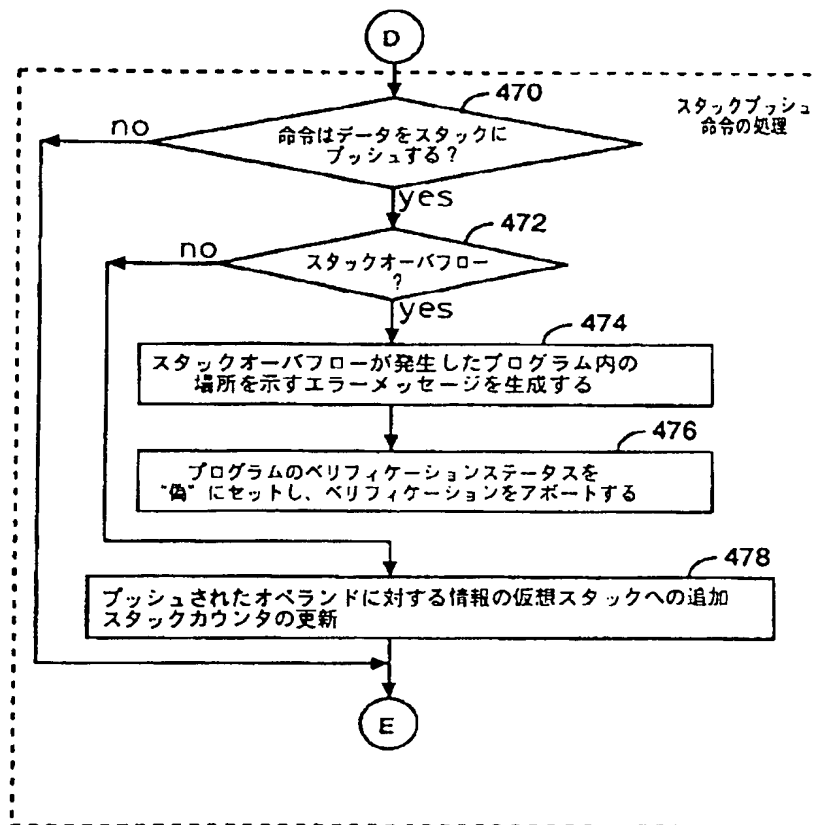 D
470
スタックプッシュ
命令の処理
no
命令はデータをスタックに
プッシュする?
yes
472
no
スタックオーバフロー
?
yes
474
スタックオーバフローが発生したプログラム内の
場所を示すエラーメッセージを生成する
476
プログラムのベリフィケーションステータスを
"偽"にセットし、ベリフィケーションをアボートする
478
プッシュされたオペランドに対する情報の仮想スタックへの追加
スタックカウンタの更新
E